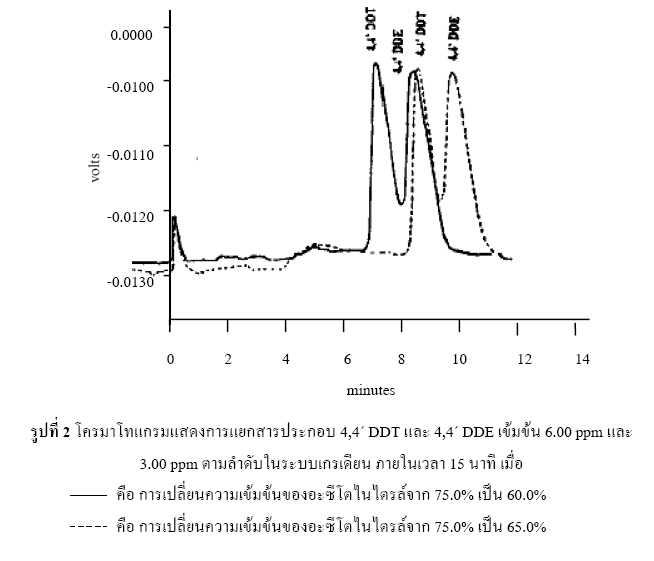 4,4' DDT
4,4' DDE
4,4' DDT
4,4' DDE
0.0000
-0.0100
-0.0110
-0.0120
-0.0130
volts
0 2 4 6 8 10 12 14
minutes
รูปที่ 2 โครมาโทแกรมแสดงการแยกสารประกอบ 4,4´ DDT และ 4,4´ DDE เข้มข้น 6.00 ppm และ
3.00 ppm ตามลำดับในระบบเกรเดียน ภายในเวลา 15 นาที เมื่อ
คือ การเปลี่ยนความเข้มข้นของอะซิโตไนไตรล์จาก 75.0% เป็น 60.0%
คือ การเปลี่ยนความเข้มข้นของอะซิโตไนไตรล์จาก 75.0% เป็น 65.0%